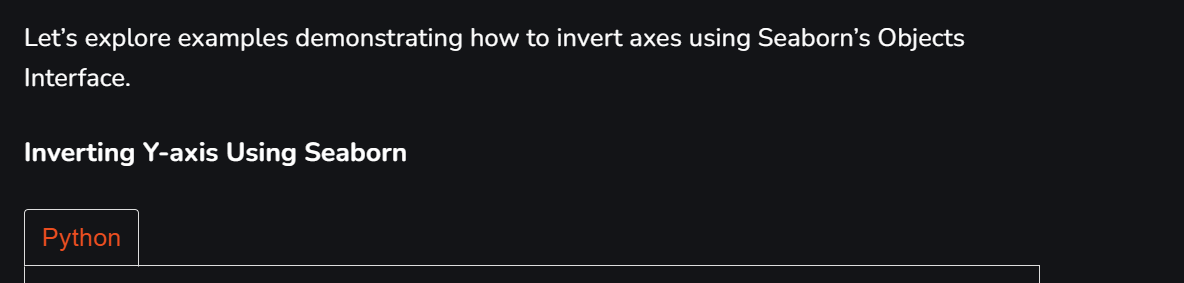 Let’s explore examples demonstrating how to invert axes using Seaborn’s Objects
Interface.
Inverting Y-axis Using Seaborn
Python